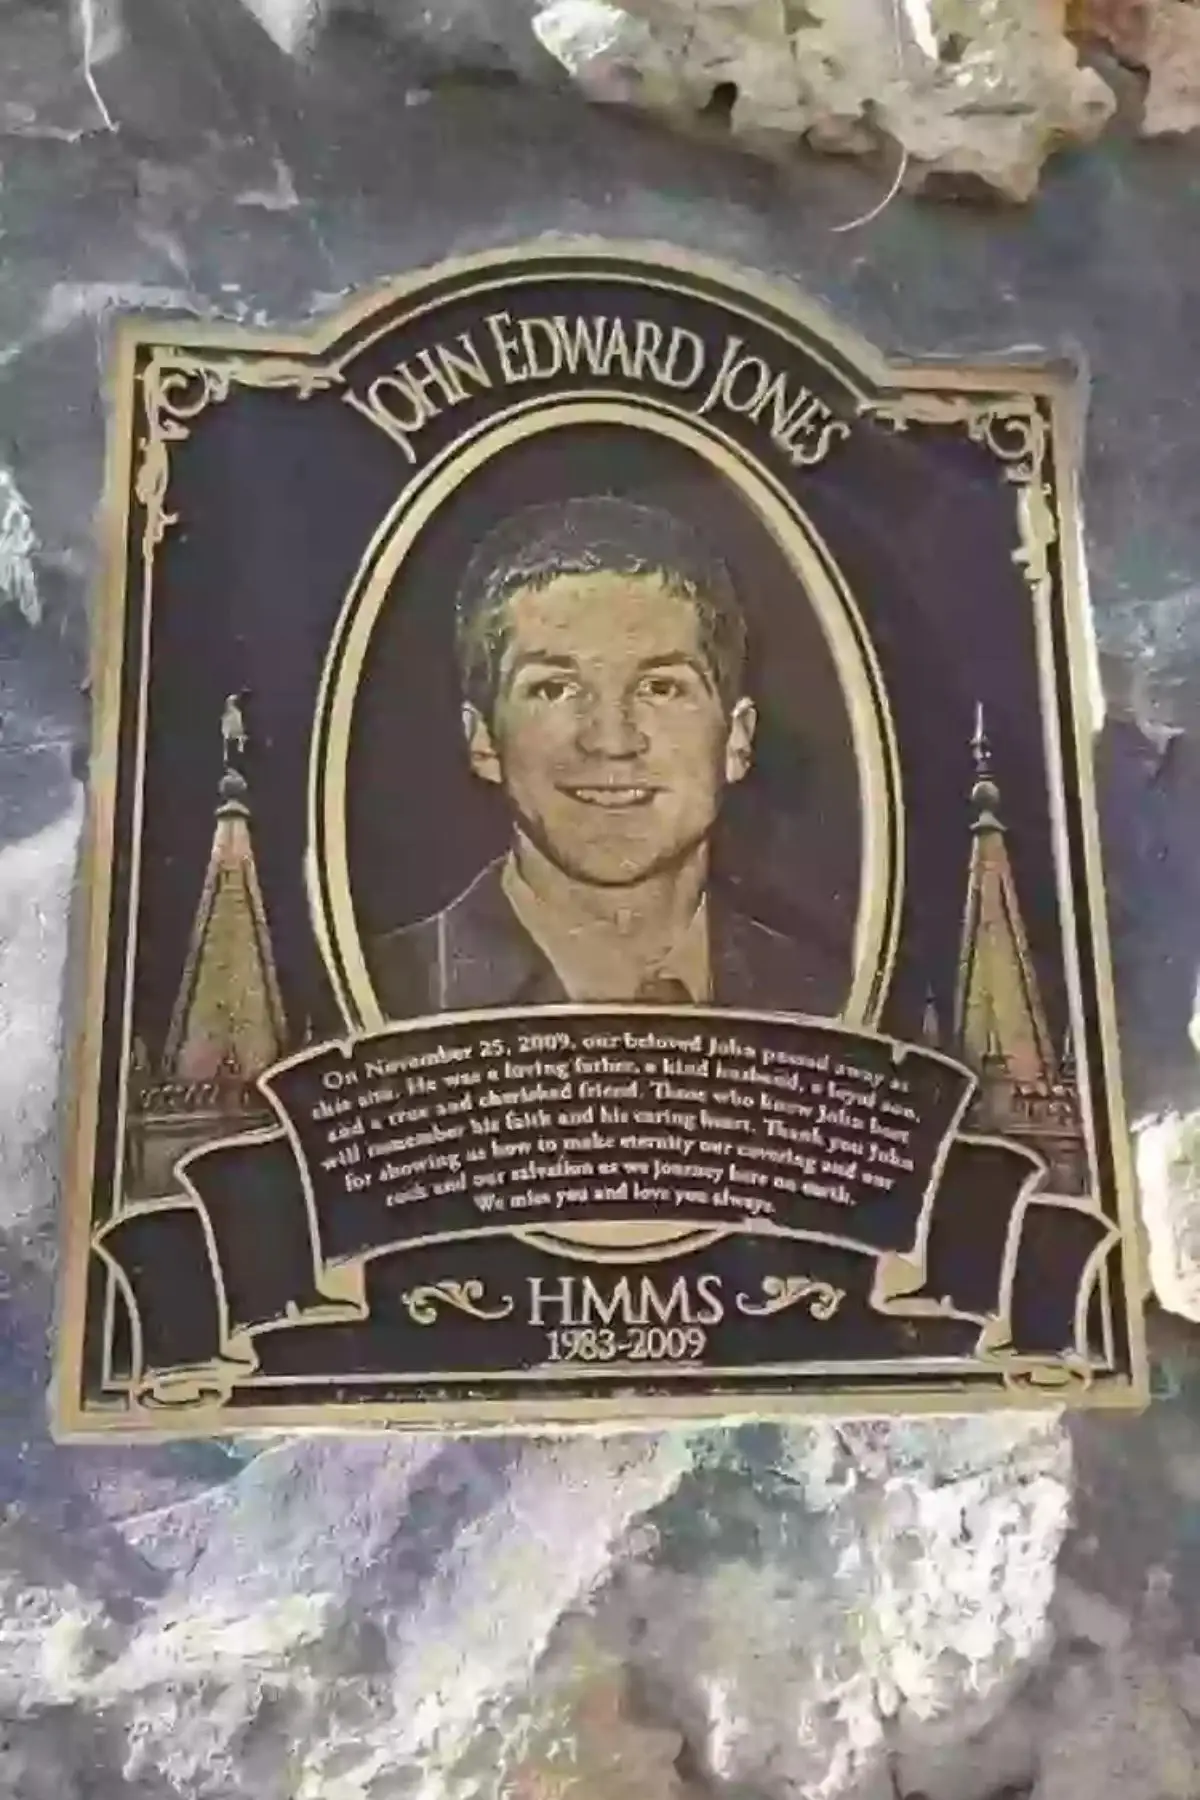 JOHN EDWARD JONES
On November 25, 2009, our beloved John passed away at
this site. He was a loving father, a kind husband, a loyal son,
and a true and cherished friend. Those who know John best
will remember his faith and his caring heart. Thank you John
for showing us how to make eternity our covering and our
rock and our salvation as we journey here on earth.
We miss you and love you always.
HMMS
1983-2009